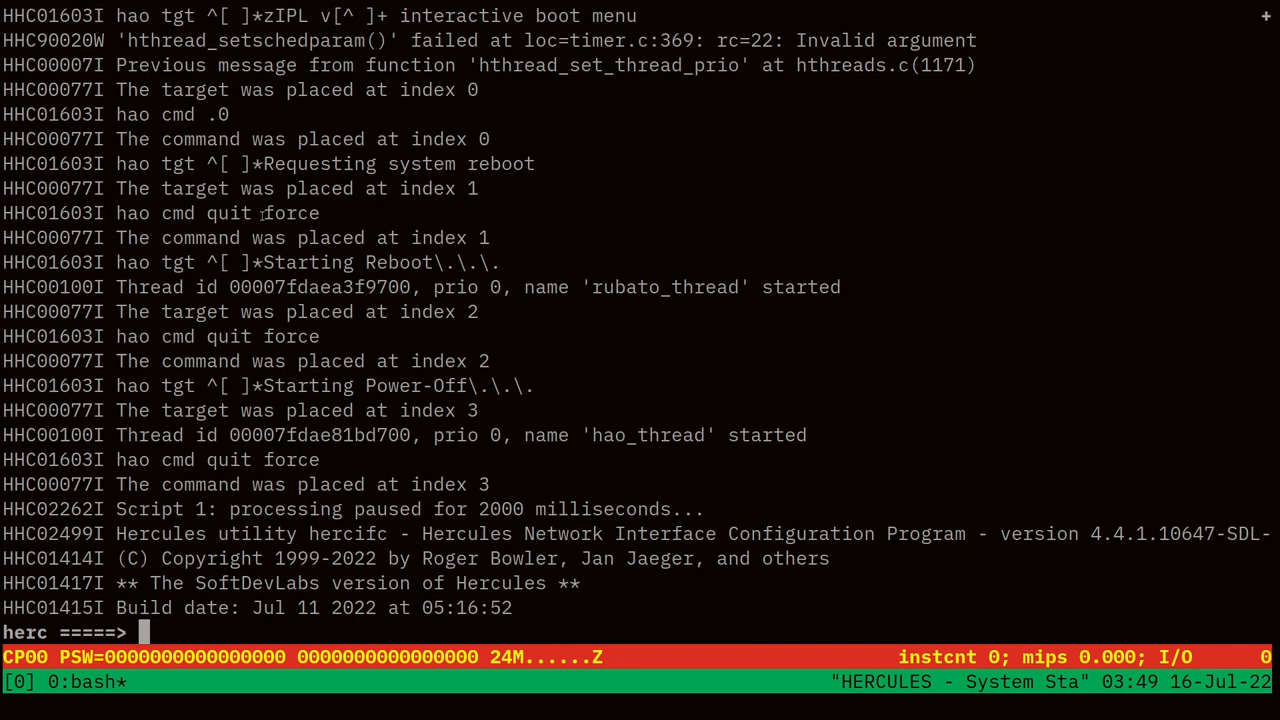 HHC01603I hao tgt ^[ ]*zIPL v[^ ]+ interactive boot menu +
HHC90020W 'hthread_setschedparam()' failed at loc=timer.c:369: rc=22: Invalid argument
HHC00007I Previous message from function 'hthread_set_thread_prio' at hthreads.c(1171)
HHC00077I The target was placed at index 0
HHC01603I hao cmd .0
HHC00077I The command was placed at index 0
HHC01603I hao tgt ^[ ]*Requesting system reboot
HHC00077I The target was placed at index 1
HHC01603I hao cmd quit force
HHC00077I The command was placed at index 1
HHC01603I hao tgt ^[ ]*Starting Reboot\.\.\.
HHC00100I Thread id 00007fdaea3f9700, prio 0, name 'rubato_thread' started
HHC00077I The target was placed at index 2
HHC01603I hao cmd quit force
HHC00077I The command was placed at index 2
HHC01603I hao tgt ^[ ]*Starting Power-Off\.\.\.
HHC00077I The target was placed at index 3
HHC00100I Thread id 00007fdae81bd700, prio 0, name 'hao_thread' started
HHC01603I hao cmd quit force
HHC00077I The command was placed at index 3
HHC02262I Script 1: processing paused for 2000 milliseconds...
HHC02499I Hercules utility hercifc - Hercules Network Interface Configuration Program - version 4.4.1.10647-SDL-
HHC01414I (C) Copyright 1999-2022 by Roger Bowler, Jan Jaeger, and others
HHC01417I ** The SoftDevLabs version of Hercules **
HHC01415I Build date: Jul 11 2022 at 05:16:52
herc =====>
CP00 PSW=0000000000000000 0000000000000000 24M......Z instcnt 0; mips 0.000; I/O 0
[0] 0:bash* "HERCULES - System Sta" 03:49 16-Jul-22